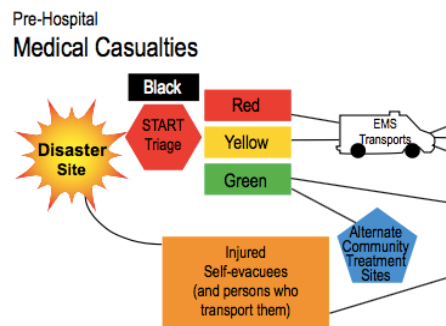 Pre-Hospital
Medical Casualties
Black
Red
START
Triage
EMS
Transports
Yellow
Disaster
Site
Green
Alternate
Community
Treatment
Sites
Injured
Self-evacuees
(and persons who
transport them)